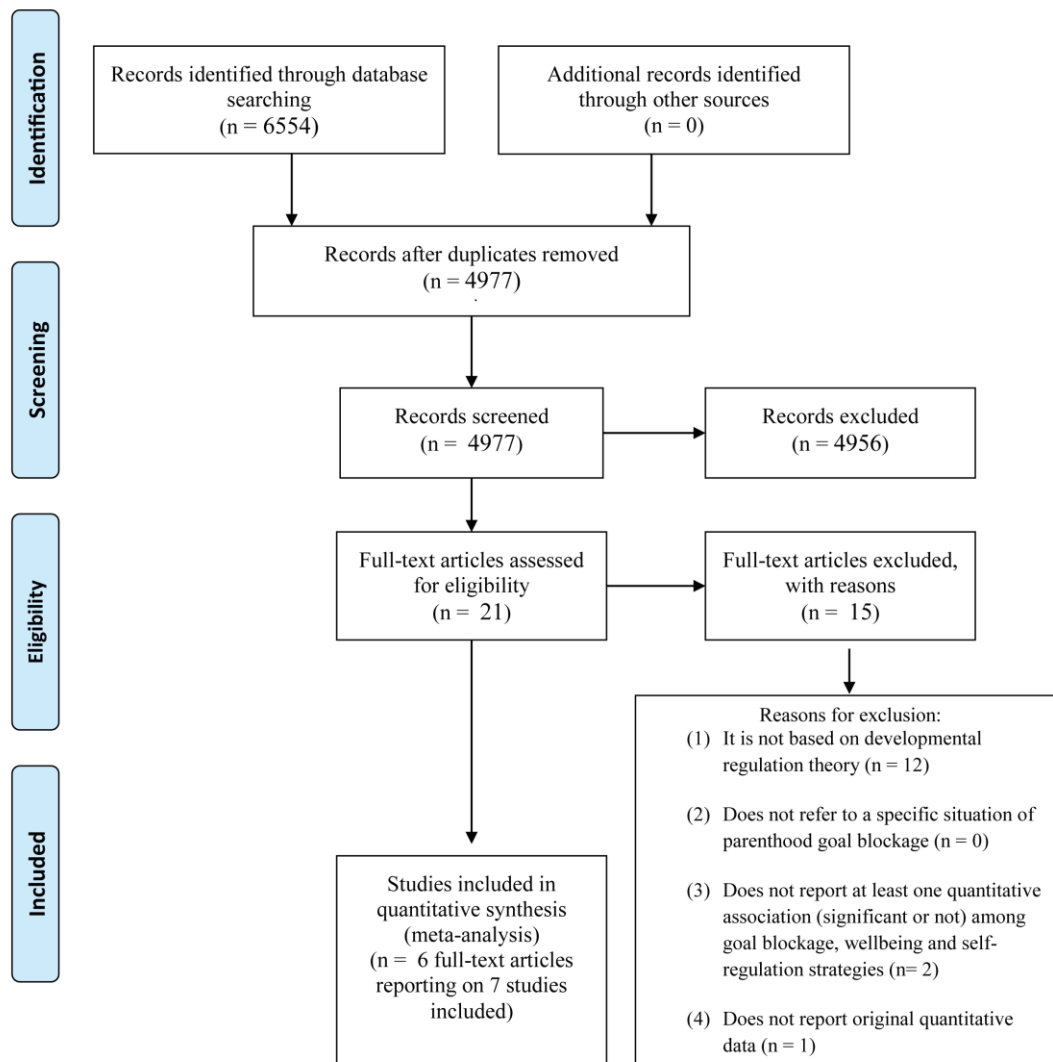 Identification
Records identified through database
searching
(n = 6554)
Additional records identified
through other sources
(n = 0)
Records after duplicates removed
(n = 4977)
Screening
Records screened
(n = 4977)
Records excluded
(n = 4956)
Eligibility
Full-text articles assessed
for eligibility
(n = 21)
Full-text articles excluded,
with reasons
(n = 15)
Reasons for exclusion:
(1) It is not based on developmental
regulation theory (n = 12)
(2) Does not refer to a specific situation of
parenthood goal blockage (n = 0)
(3) Does not report at least one quantitative
association (significant or not) among
goal blockage, wellbeing and self-
regulation strategies (n= 2)
(4) Does not report original quantitative
data (n = 1)
Included
Studies included in
quantitative synthesis
(meta-analysis)
(n = 6 full-text articles
reporting on 7 studies
included)